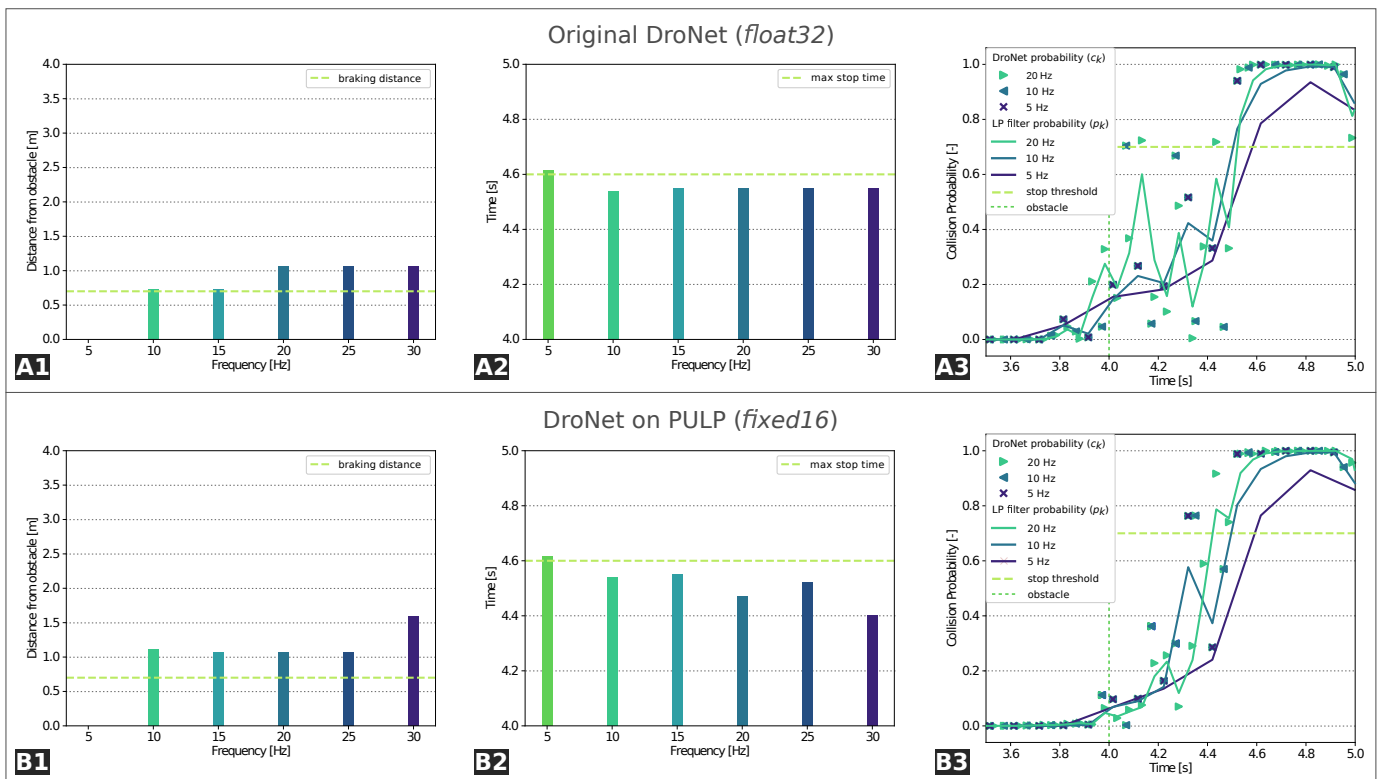 Original DroNet (float32)
4.0
3.5
3.0
2.5
2.0
1.5
1.0
0.5
0.0
Distance from obstacle [m]
braking distance
5 10 15 20 25 30
Frequency [Hz]
A1
5.0
4.8
4.6
4.4
4.2
4.0
Time [s]
max stop time
5 10 15 20 25 30
Frequency [Hz]
A2
1.0
0.8
0.6
0.4
0.2
0.0
Collision Probability [-]
DroNet probability (ck)
20 Hz
10 Hz
5 Hz
LP filter probability (pk)
20 Hz
10 Hz
5 Hz
stop threshold
obstacle
3.6 3.8 4.0 4.2 4.4 4.6 4.8 5.0
Time [s]
A3
DroNet on PULP (fixed16)
4.0
3.5
3.0
2.5
2.0
1.5
1.0
0.5
0.0
Distance from obstacle [m]
braking distance
5 10 15 20 25 30
Frequency [Hz]
B1
5.0
4.8
4.6
4.4
4.2
4.0
Time [s]
max stop time
5 10 15 20 25 30
Frequency [Hz]
B2
1.0
0.8
0.6
0.4
0.2
0.0
Collision Probability [-]
DroNet probability (ck)
20 Hz
10 Hz
5 Hz
LP filter probability (pk)
20 Hz
10 Hz
5 Hz
stop threshold
obstacle
3.6 3.8 4.0 4.2 4.4 4.6 4.8 5.0
Time [s]
B3